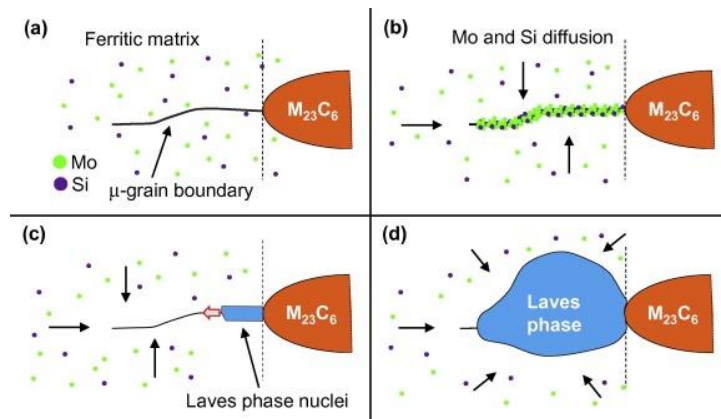 (a)
Ferritic matrix
M23C6
Mo
Si
μ-grain boundary
(b)
Mo and Si diffusion
M23C6
(c)
M23C6
Laves phase nuclei
(d)
Laves
phase
M23C6